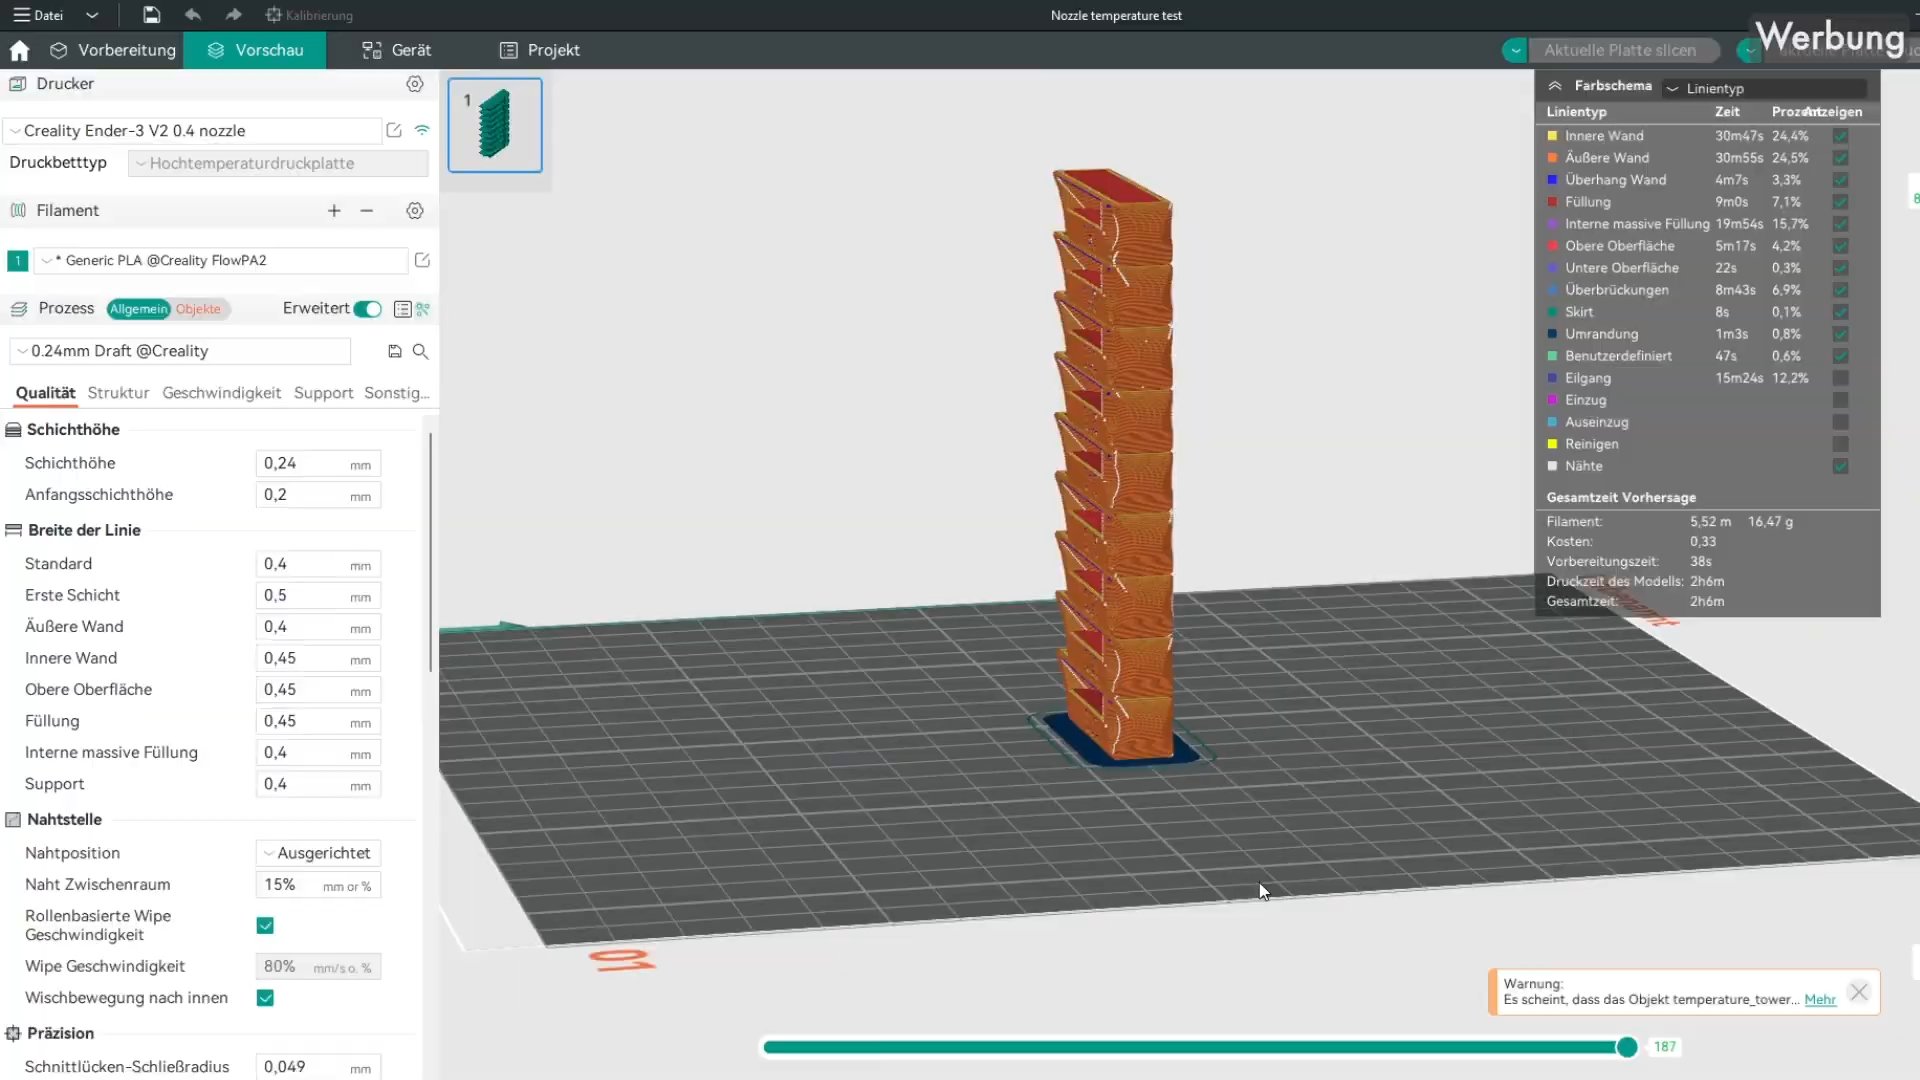 Datei
Kalibrierung
Nozzle temperature test
Werbung
Vorbereitung
Vorschau
Gerät
Projekt
Aktuelle Platte slicen
Drucker
Creality Ender-3 V2 0.4 nozzle
Druckbetttyp
Hochtemperaturdruckplatte
Filament
1
* Generic PLA @Creality FlowPA2
Prozess
Allgemein
Objekte
Erweitert
0.24mm Draft @Creality
Qualität
Struktur
Geschwindigkeit
Support
Sonstig...
Schichthöhe
Schichthöhe 0,24 mm
Anfangsschichthöhe 0,2 mm
Breite der Linie
Standard 0,4 mm
Erste Schicht 0,5 mm
Äußere Wand 0,4 mm
Innere Wand 0,45 mm
Obere Oberfläche 0,45 mm
Füllung 0,45 mm
Interne massive Füllung 0,4 mm
Support 0,4 mm
Nahtstelle
Nahtposition Ausgerichtet
Naht Zwischenraum 15% mm or %
Rollenbasierte Wipe
Geschwindigkeit
Wipe Geschwindigkeit 80% mm/s o. %
Wischbewegung nach innen
Präzision
Schnittlücken-Schließradius 0,049 mm
1
01
Farbschema Linientyp
Linientyp Zeit Prozent Anzeigen
Innere Wand 30m47s 24,4%
Äußere Wand 30m55s 24,5%
Überhang Wand 4m7s 3,3%
Füllung 9m0s 7,1%
Interne massive Füllung 19m54s 15,7%
Obere Oberfläche 5m17s 4,2%
Untere Oberfläche 22s 0,3%
Überbrückungen 8m43s 6,9%
Skirt 8s 0,1%
Umrandung 1m3s 0,8%
Benutzerdefiniert 47s 0,6%
Eilgang 15m24s 12,2%
Einzug
Auseinzug
Reinigen
Nähte
Gesamtzeit Vorhersage
Filament: 5,52 m 16,47 g
Kosten: 0,33
Vorbereitungszeit: 38s
Druckzeit des Modells: 2h6m
Gesamtzeit: 2h6m
8
Warnung:
Es scheint, dass das Objekt temperature_tower... Mehr
187